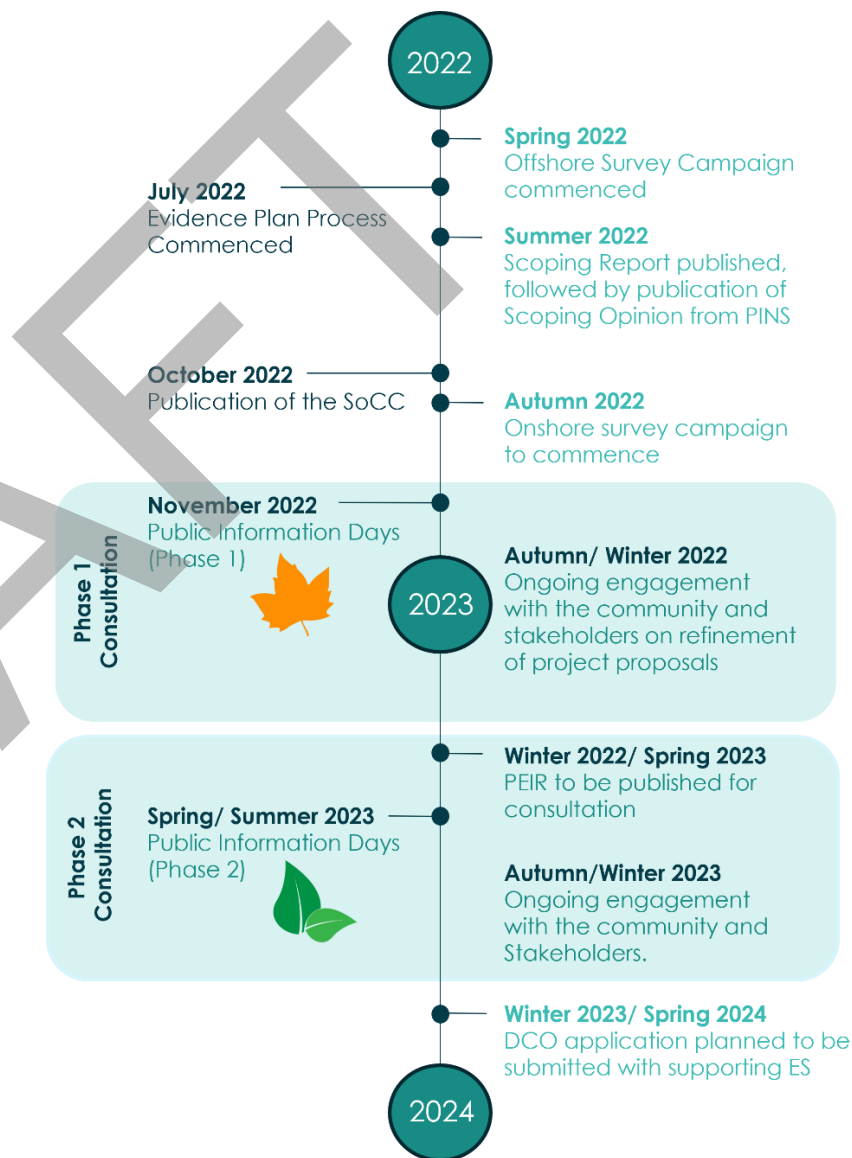 2022
Spring 2022
Offshore Survey Campaign
commenced
July 2022
Evidence Plan Process
Commenced
Summer 2022
Scoping Report published,
followed by publication of
Scoping Opinion from PINS
October 2022
Publication of the SoCC
Autumn 2022
Onshore survey campaign
to commence
Phase 1
Consultation
November 2022
Public Information Days
(Phase 1)
2023
Autumn/ Winter 2022
Ongoing engagement
with the community and
stakeholders on refinement
of project proposals
Phase 2
Consultation
Winter 2022/ Spring 2023
PEIR to be published for
consultation
Spring/ Summer 2023
Public Information Days
(Phase 2)
Autumn/Winter 2023
Ongoing engagement
with the community and
Stakeholders.
Winter 2023/ Spring 2024
DCO application planned to be
submitted with supporting ES
2024